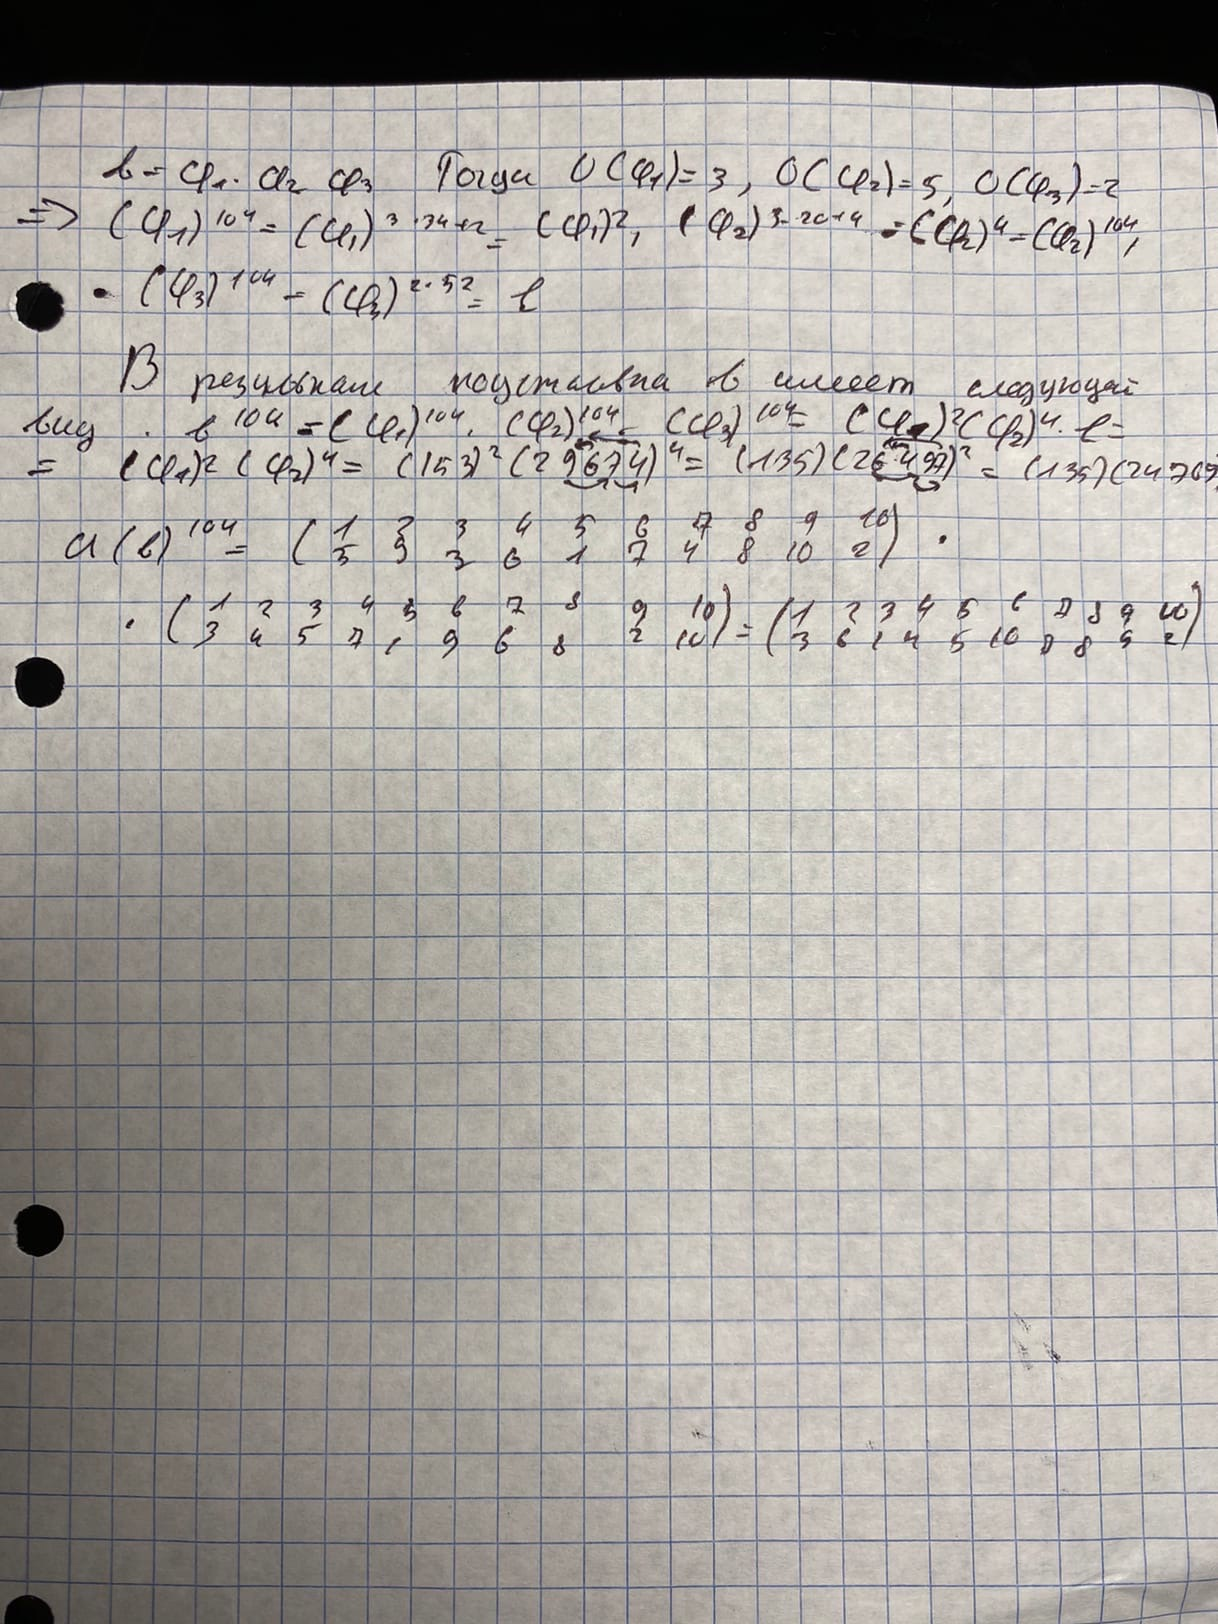 b = φ₁ · φ₂ φ₃ Тогда O(φ₁)=3, O(φ₂)=5, O(φ₃)=2
=> (φ₁)¹⁰⁴ = (φ₁)³·³⁴⁺² = (φ₁)², (φ₂)⁵·²⁰⁺⁴ = (φ₂)⁴ = (φ₂)¹⁰⁴,
• (φ₃)¹⁰⁴ = (φ₃)²·⁵² = e
В результате подстановка b имеет следующий
вид . b¹⁰⁴ = (φ₁)¹⁰⁴ · (φ₂)¹⁰⁴ · (φ₃)¹⁰⁴ = (φ₁)²(φ₂)⁴ · e =
= (φ₁)² (φ₂)⁴ = (153)² (29674)⁴ = (135)(26497)² = (135)(24769)
a(b)¹⁰⁴ = ( 1 2 3 4 5 6 7 8 9 10 ) ·
5 9 3 6 1 7 4 8 10 2
· ( 1 2 3 4 5 6 7 8 9 10 ) = ( 1 2 3 4 5 6 7 8 9 10 )
3 4 5 7 1 9 6 8 2 10 3 6 1 4 5 10 8 9 2